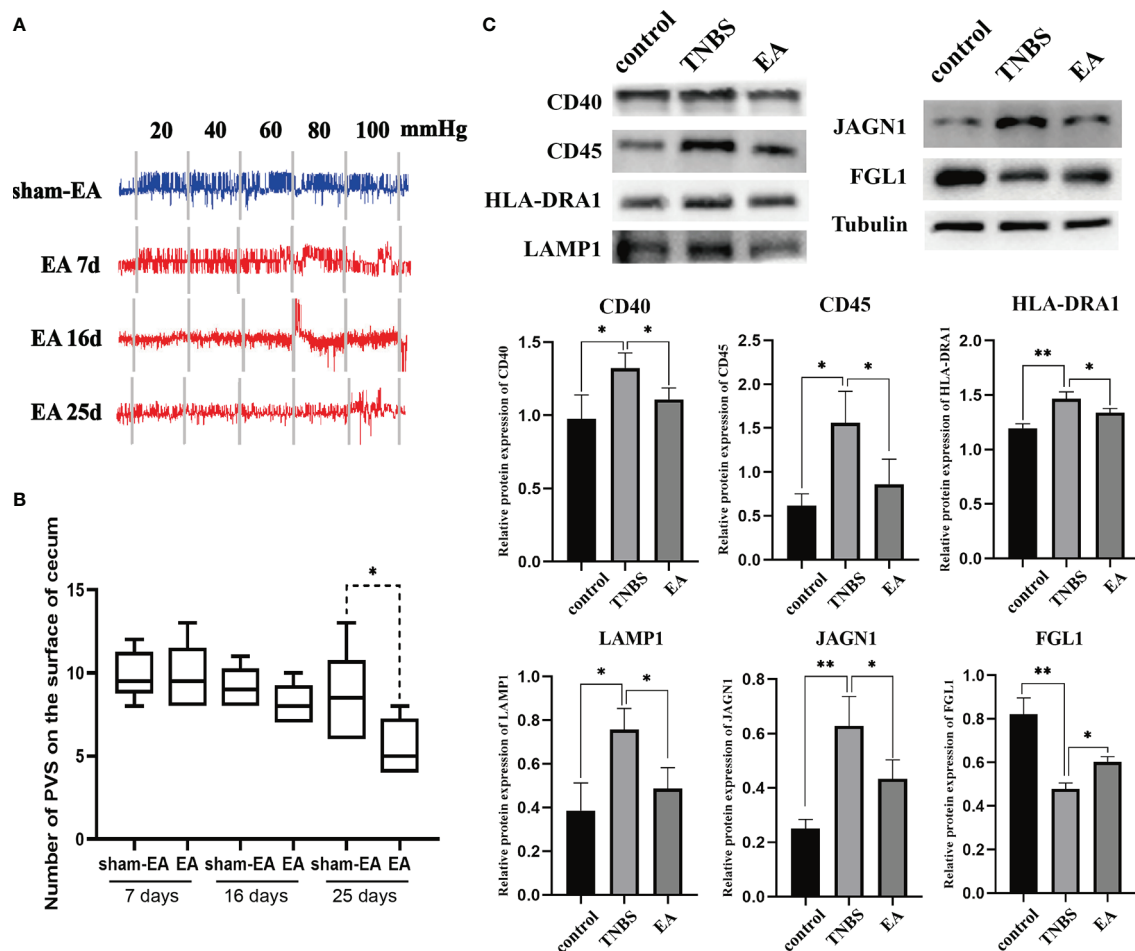 A
20 40 60 80 100 mmHg
sham-EA
EA 7d
EA 16d
EA 25d
B
Number of PVS on the surface of cecum
15
10
5
0
*
sham-EA EA sham-EA EA sham-EA EA
7 days 16 days 25 days
C
control TNBS EA
CD40
CD45
HLA-DRA1
LAMP1
control TNBS EA
JAGN1
FGL1
Tubulin
CD40
Relative protein expression of CD40
1.5
1.0
0.5
0.0
* *
control TNBS EA
CD45
Relative protein expression of CD45
2.5
2.0
1.5
1.0
0.5
0.0
* *
control TNBS EA
HLA-DRA1
Relative protein expression of HLA-DRA1
2.0
1.5
1.0
0.5
0.0
** *
control TNBS EA
LAMP1
Relative protein expression of LAMP1
1.0
0.8
0.6
0.4
0.2
0.0
* *
control TNBS EA
JAGN1
Relative protein expression of JAGN1
0.8
0.6
0.4
0.2
0.0
** *
control TNBS EA
FGL1
Relative protein expression of FGL1
1.0
0.8
0.6
0.4
0.2
0.0
** *
control TNBS EA